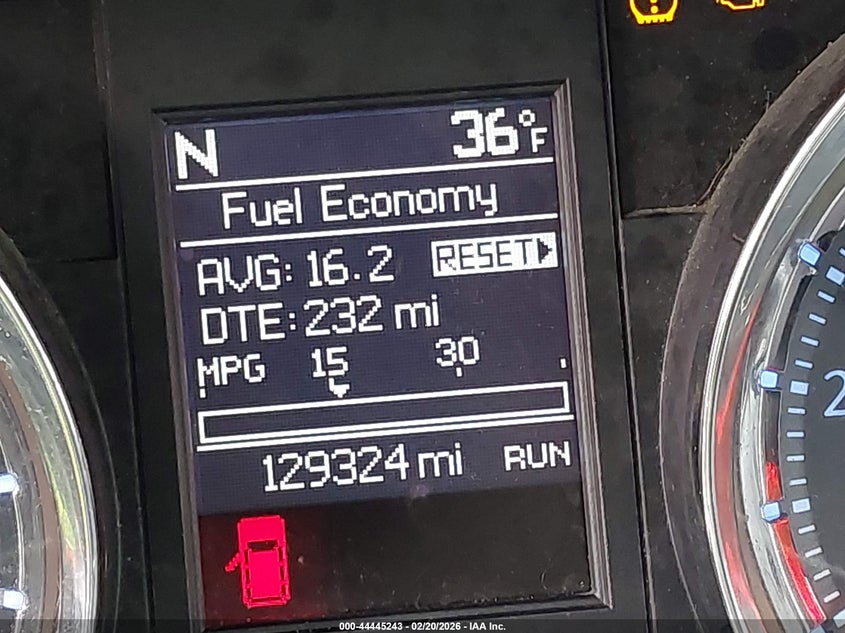 N 36°F
Fuel Economy
AVG: 16.2 RESET
DTE: 232 mi
MPG 15 30
129324 mi RUN
2
000-44445243 - 02/20/2026 - IAA Inc.